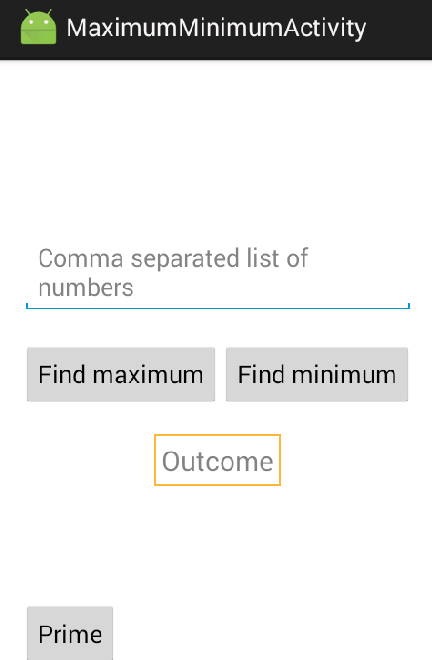 MaximumMinimumActivity
Comma separated list of
numbers
Find maximum Find minimum
Outcome
Prime